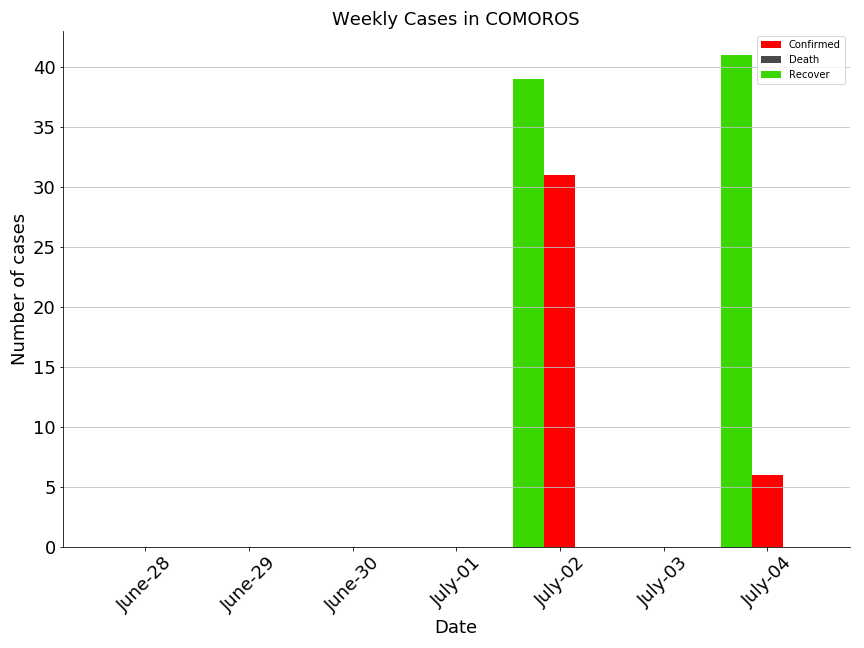 Weekly Cases in COMOROS
Confirmed
Death
Recover
Number of cases
40
35
30
25
20
15
10
5
0
June-28
June-29
June-30
July-01
July-02
July-03
July-04
Date